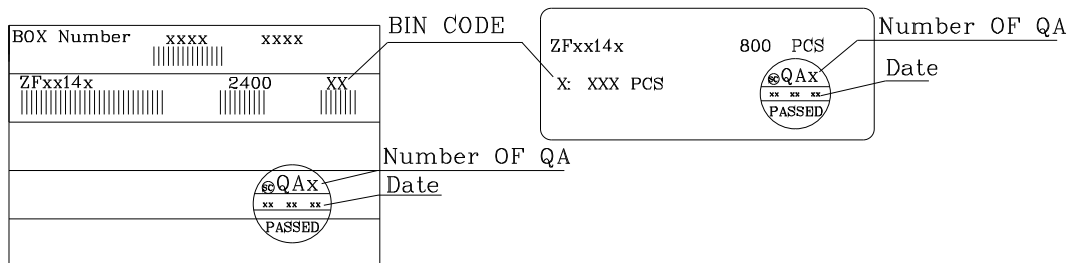 BOX Number xxxx xxxx
ZFxx14x 2400 XX
QAx
xx xx xx
PASSED
Number OF QA
Date
BIN CODE
ZFxx14x 800 PCS
X: XXX PCS
QAx
xx xx xx
PASSED
Number OF QA
Date